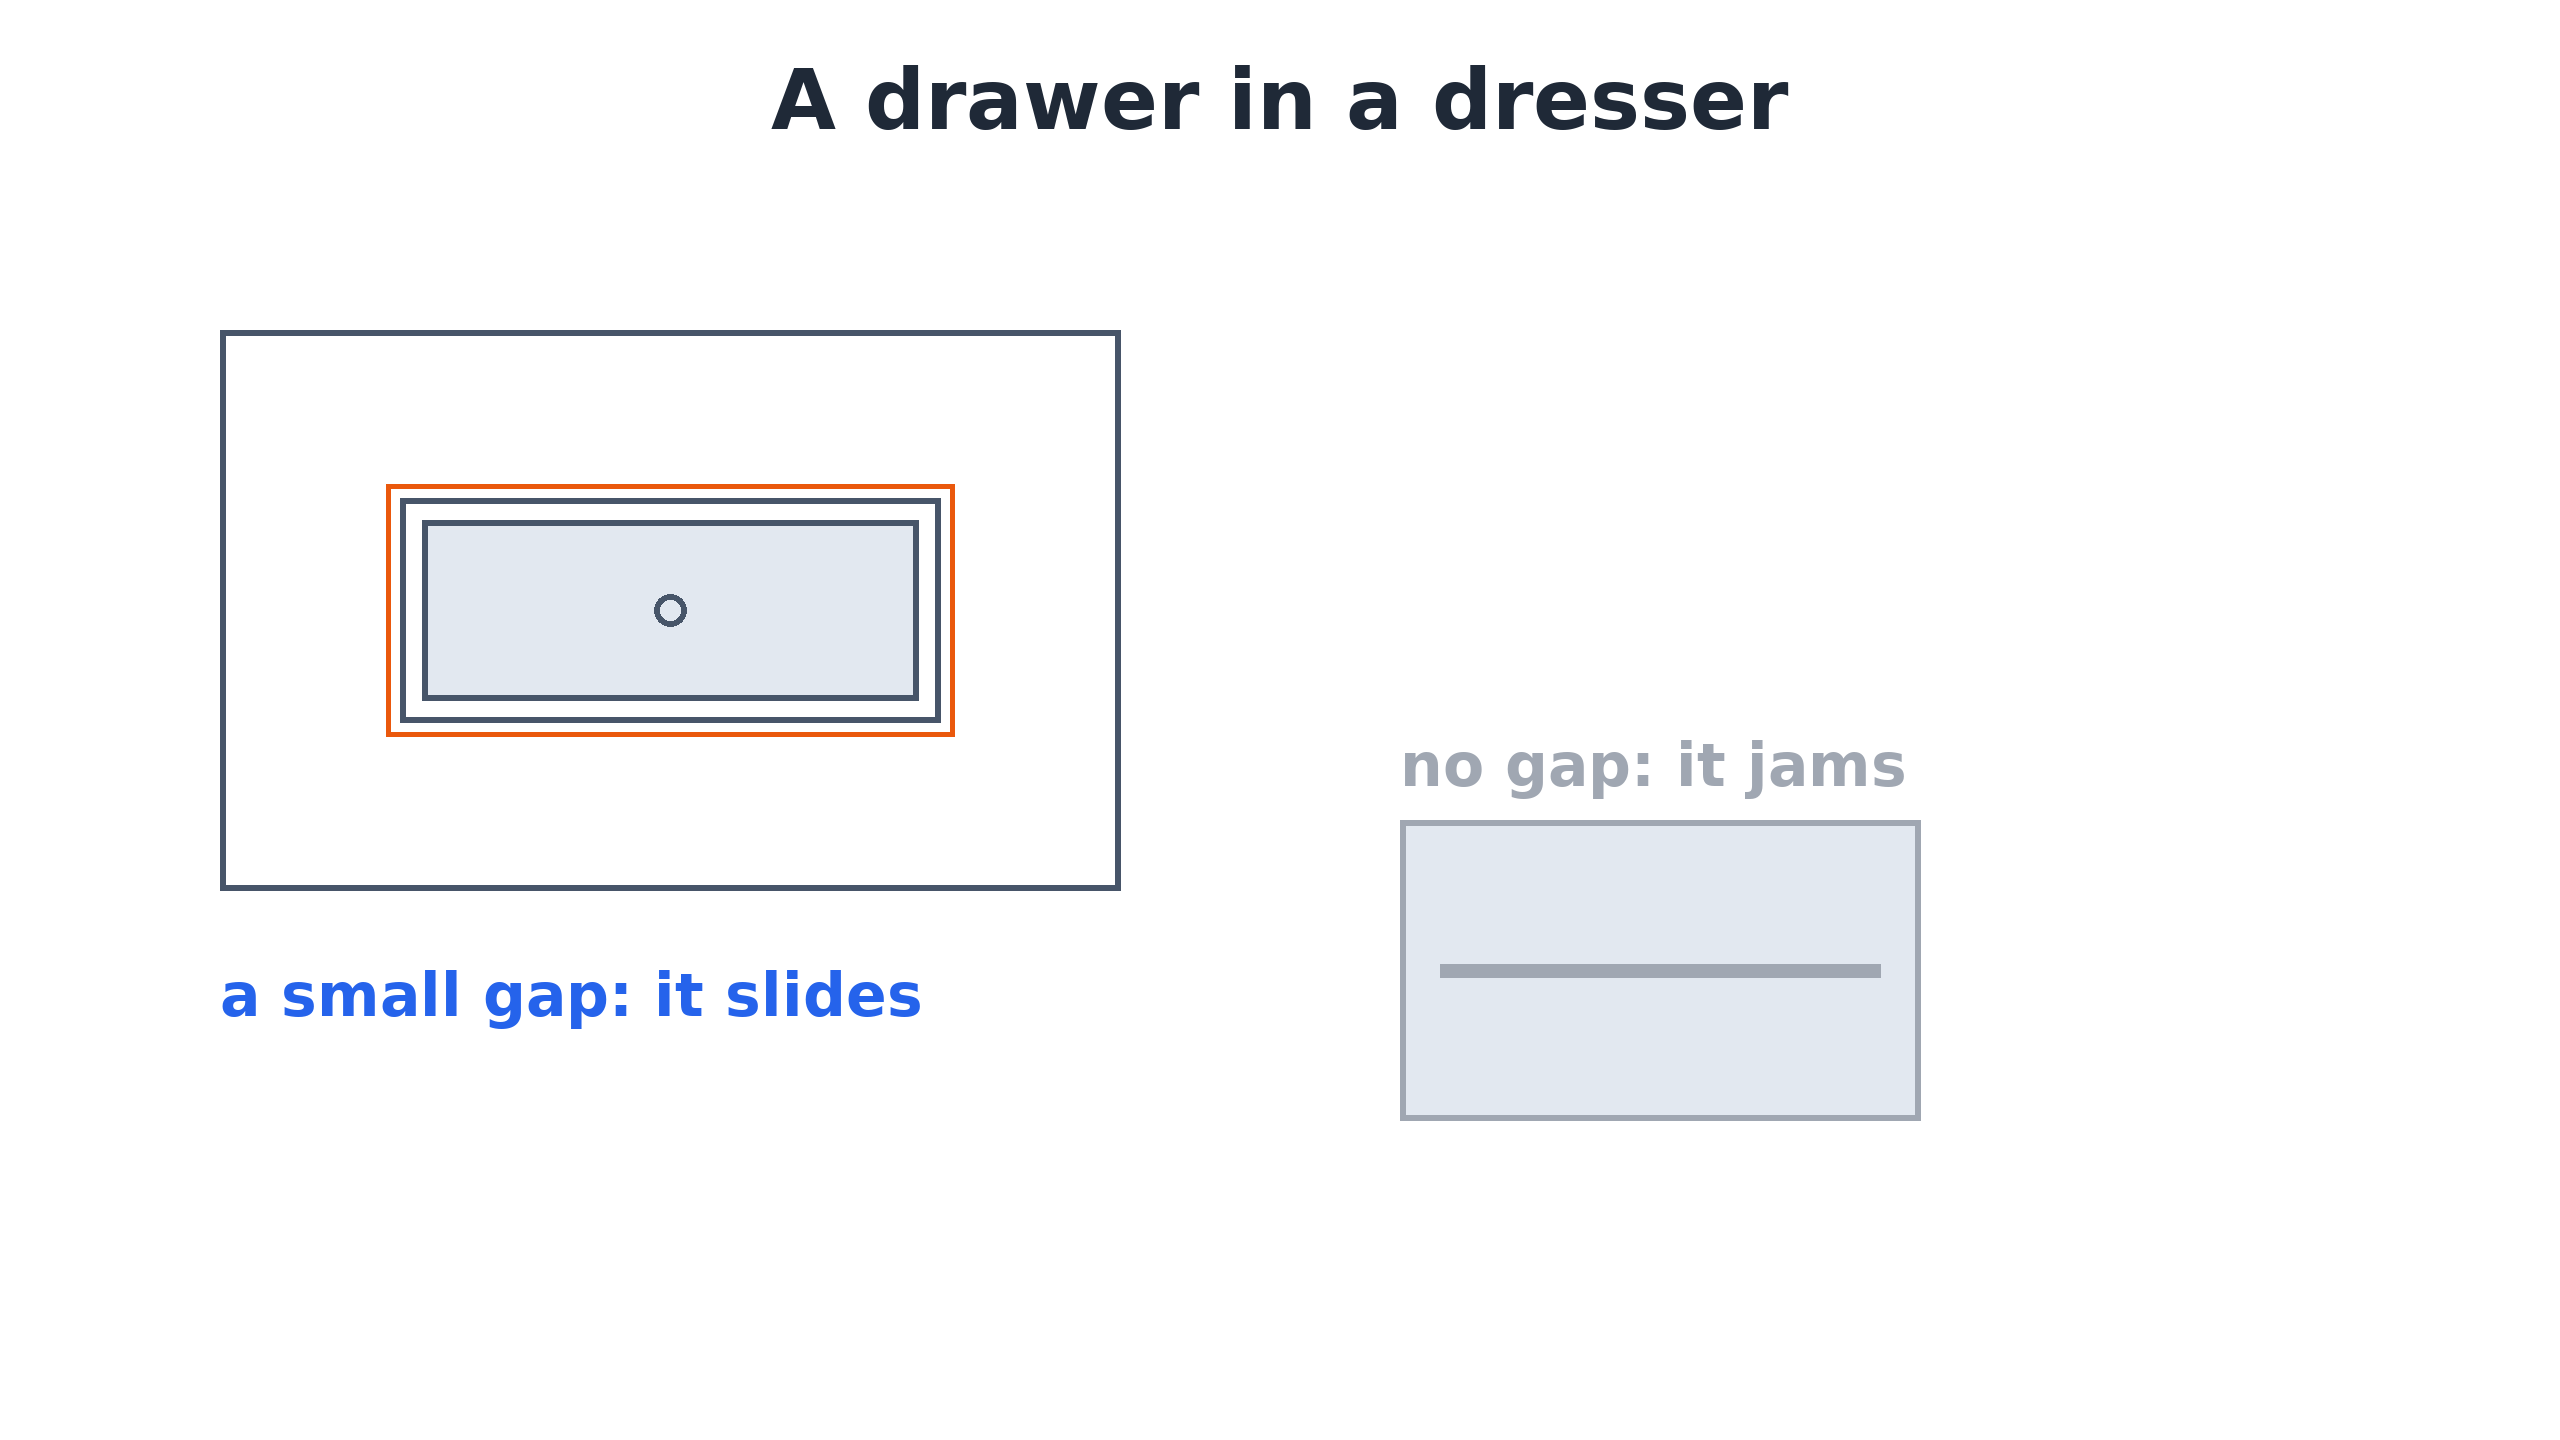 A drawer in a dresser
no gap: it jams
a small gap: it slides